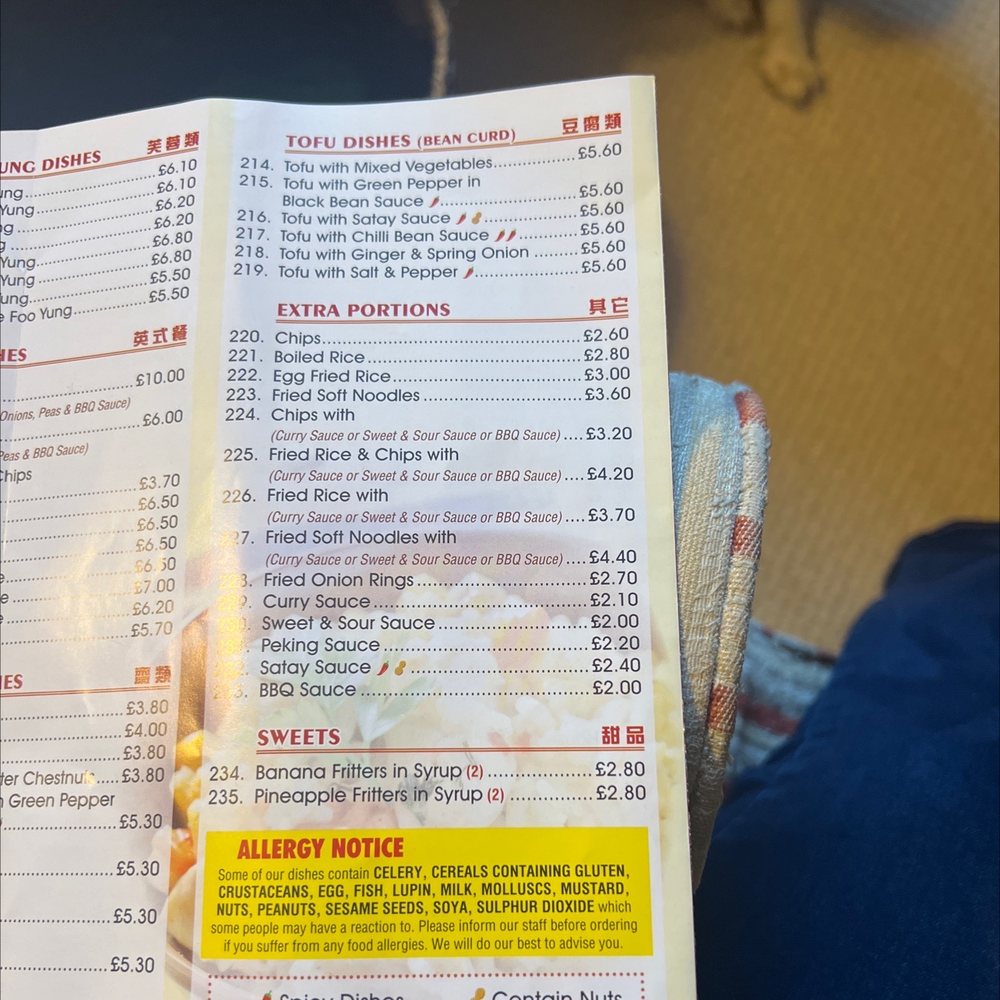 UNG DISHES 芙蓉類
ung £6.10
Yung £6.10
ng £6.20
g £6.20
Yung £6.80
Yung £6.80
ung £5.50
e Foo Yung £5.50
HES 英式餐
£10.00
Onions, Peas & BBQ Sauce)
£6.00
Peas & BBQ Sauce)
Chips
£3.70
£6.50
£6.50
£6.50
£6.50
e £7.00
£6.20
£5.70
HES 齋類
£3.80
£4.00
£3.80
ter Chestnuts £3.80
n Green Pepper
£5.30
£5.30
£5.30
£5.30
TOFU DISHES (BEAN CURD) 豆腐類
214. Tofu with Mixed Vegetables £5.60
215. Tofu with Green Pepper in
Black Bean Sauce £5.60
216. Tofu with Satay Sauce £5.60
217. Tofu with Chilli Bean Sauce £5.60
218. Tofu with Ginger & Spring Onion £5.60
219. Tofu with Salt & Pepper £5.60
EXTRA PORTIONS 其它
220. Chips £2.60
221. Boiled Rice £2.80
222. Egg Fried Rice £3.00
223. Fried Soft Noodles £3.60
224. Chips with
(Curry Sauce or Sweet & Sour Sauce or BBQ Sauce) £3.20
225. Fried Rice & Chips with
(Curry Sauce or Sweet & Sour Sauce or BBQ Sauce) £4.20
226. Fried Rice with
(Curry Sauce or Sweet & Sour Sauce or BBQ Sauce) £3.70
227. Fried Soft Noodles with
(Curry Sauce or Sweet & Sour Sauce or BBQ Sauce) £4.40
Fried Onion Rings £2.70
Curry Sauce £2.10
Sweet & Sour Sauce £2.00
Peking Sauce £2.20
Satay Sauce £2.40
BBQ Sauce £2.00
SWEETS 甜品
234. Banana Fritters in Syrup (2) £2.80
235. Pineapple Fritters in Syrup (2) £2.80
ALLERGY NOTICE
Some of our dishes contain CELERY, CEREALS CONTAINING GLUTEN,
CRUSTACEANS, EGG, FISH, LUPIN, MILK, MOLLUSCS, MUSTARD,
NUTS, PEANUTS, SESAME SEEDS, SOYA, SULPHUR DIOXIDE which
some people may have a reaction to. Please inform our staff before ordering
if you suffer from any food allergies. We will do our best to advise you.
Spicy Dishes Contain Nuts